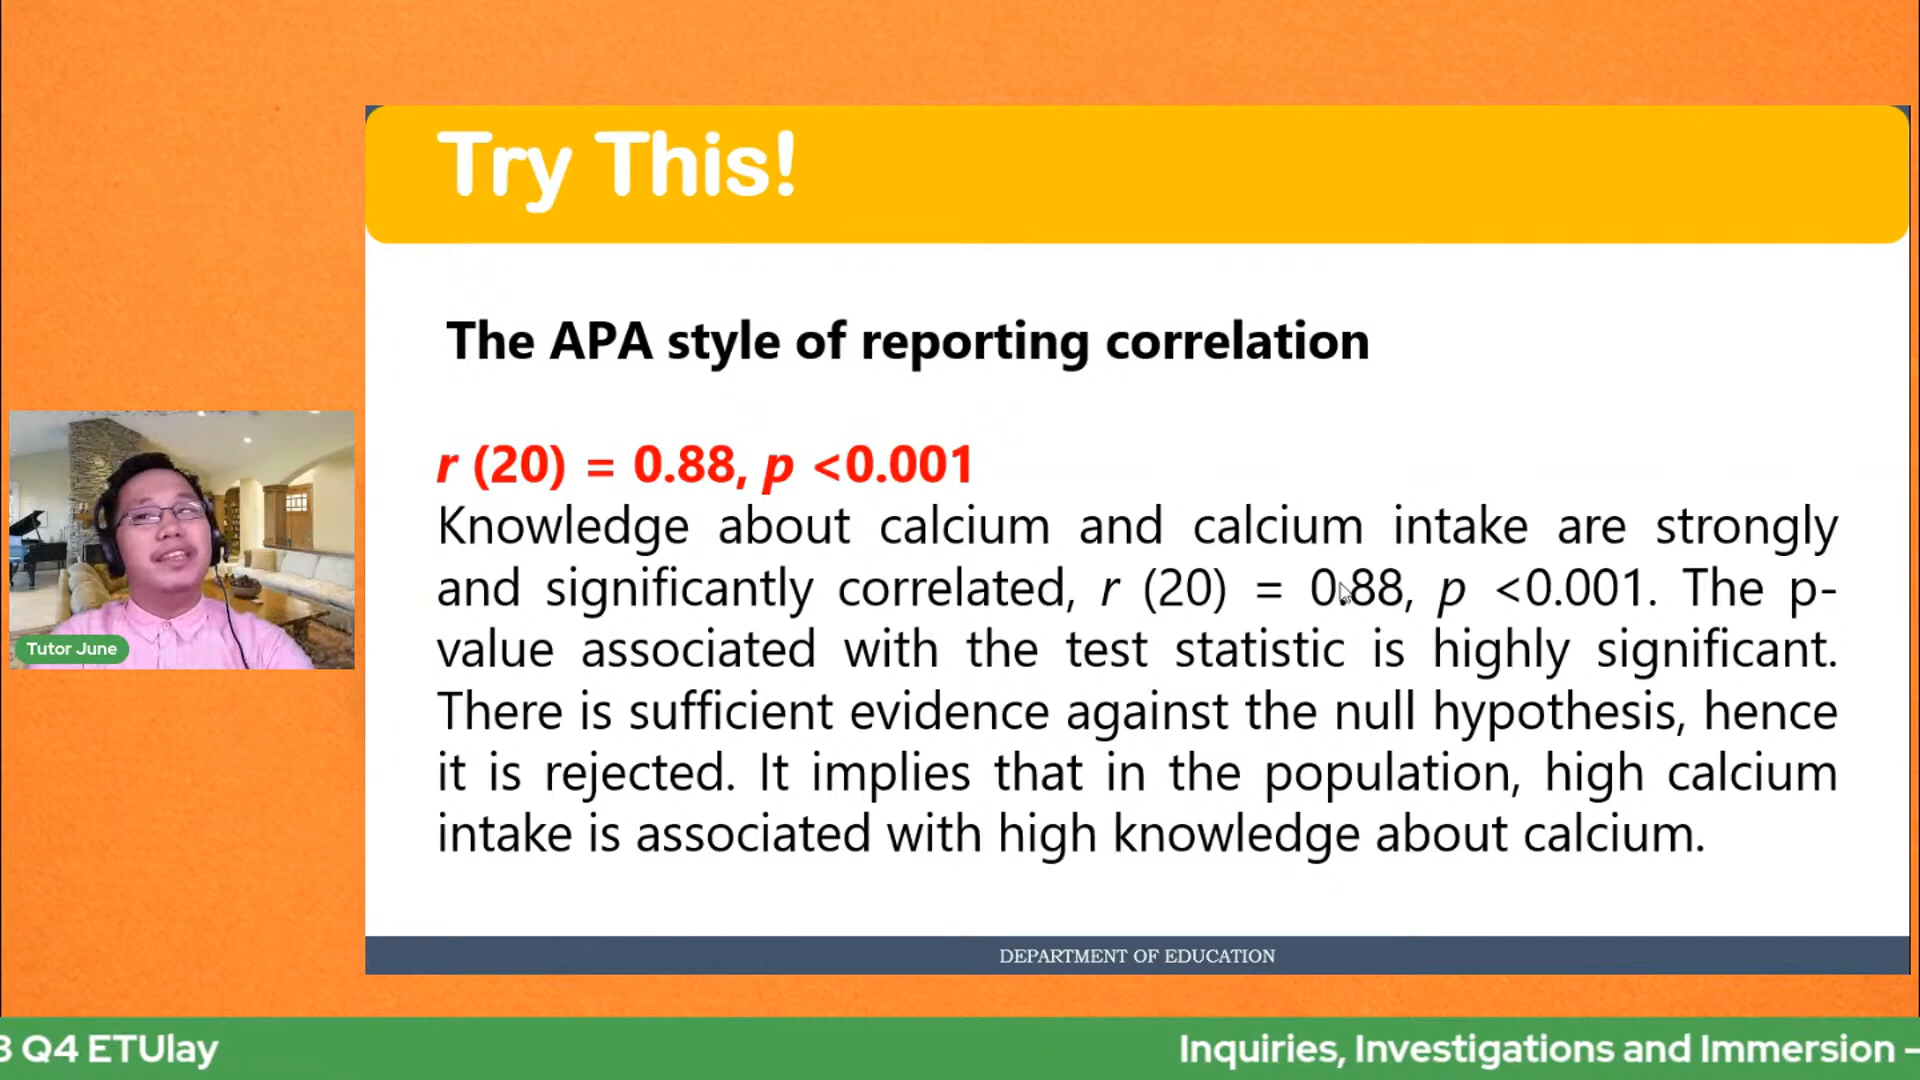 Try This!
The APA style of reporting correlation
r (20) = 0.88, p <0.001
Knowledge about calcium and calcium intake are strongly
and significantly correlated, r (20) = 0.88, p <0.001. The p-
value associated with the test statistic is highly significant.
There is sufficient evidence against the null hypothesis, hence
it is rejected. It implies that in the population, high calcium
intake is associated with high knowledge about calcium.
Tutor June
DEPARTMENT OF EDUCATION
3 Q4 ETUlay
Inquiries, Investigations and Immersion –